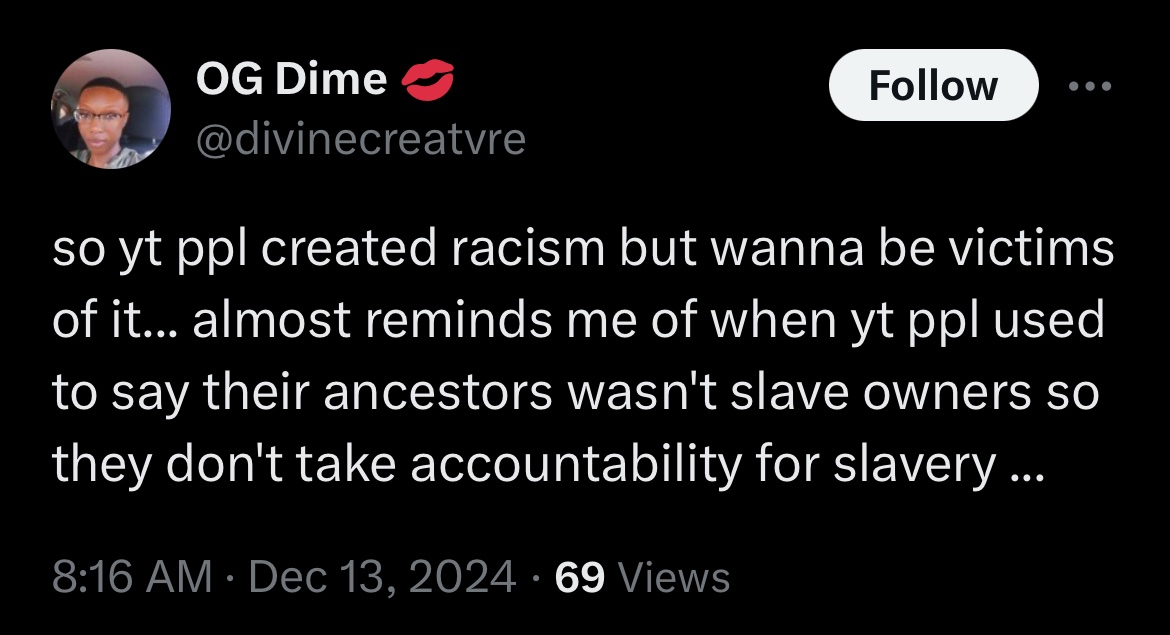 OG Dime 💋
@divinecreatvre
Follow
so yt ppl created racism but wanna be victims
of it... almost reminds me of when yt ppl used
to say their ancestors wasn't slave owners so
they don't take accountability for slavery ...
8:16 AM · Dec 13, 2024 · 69 Views